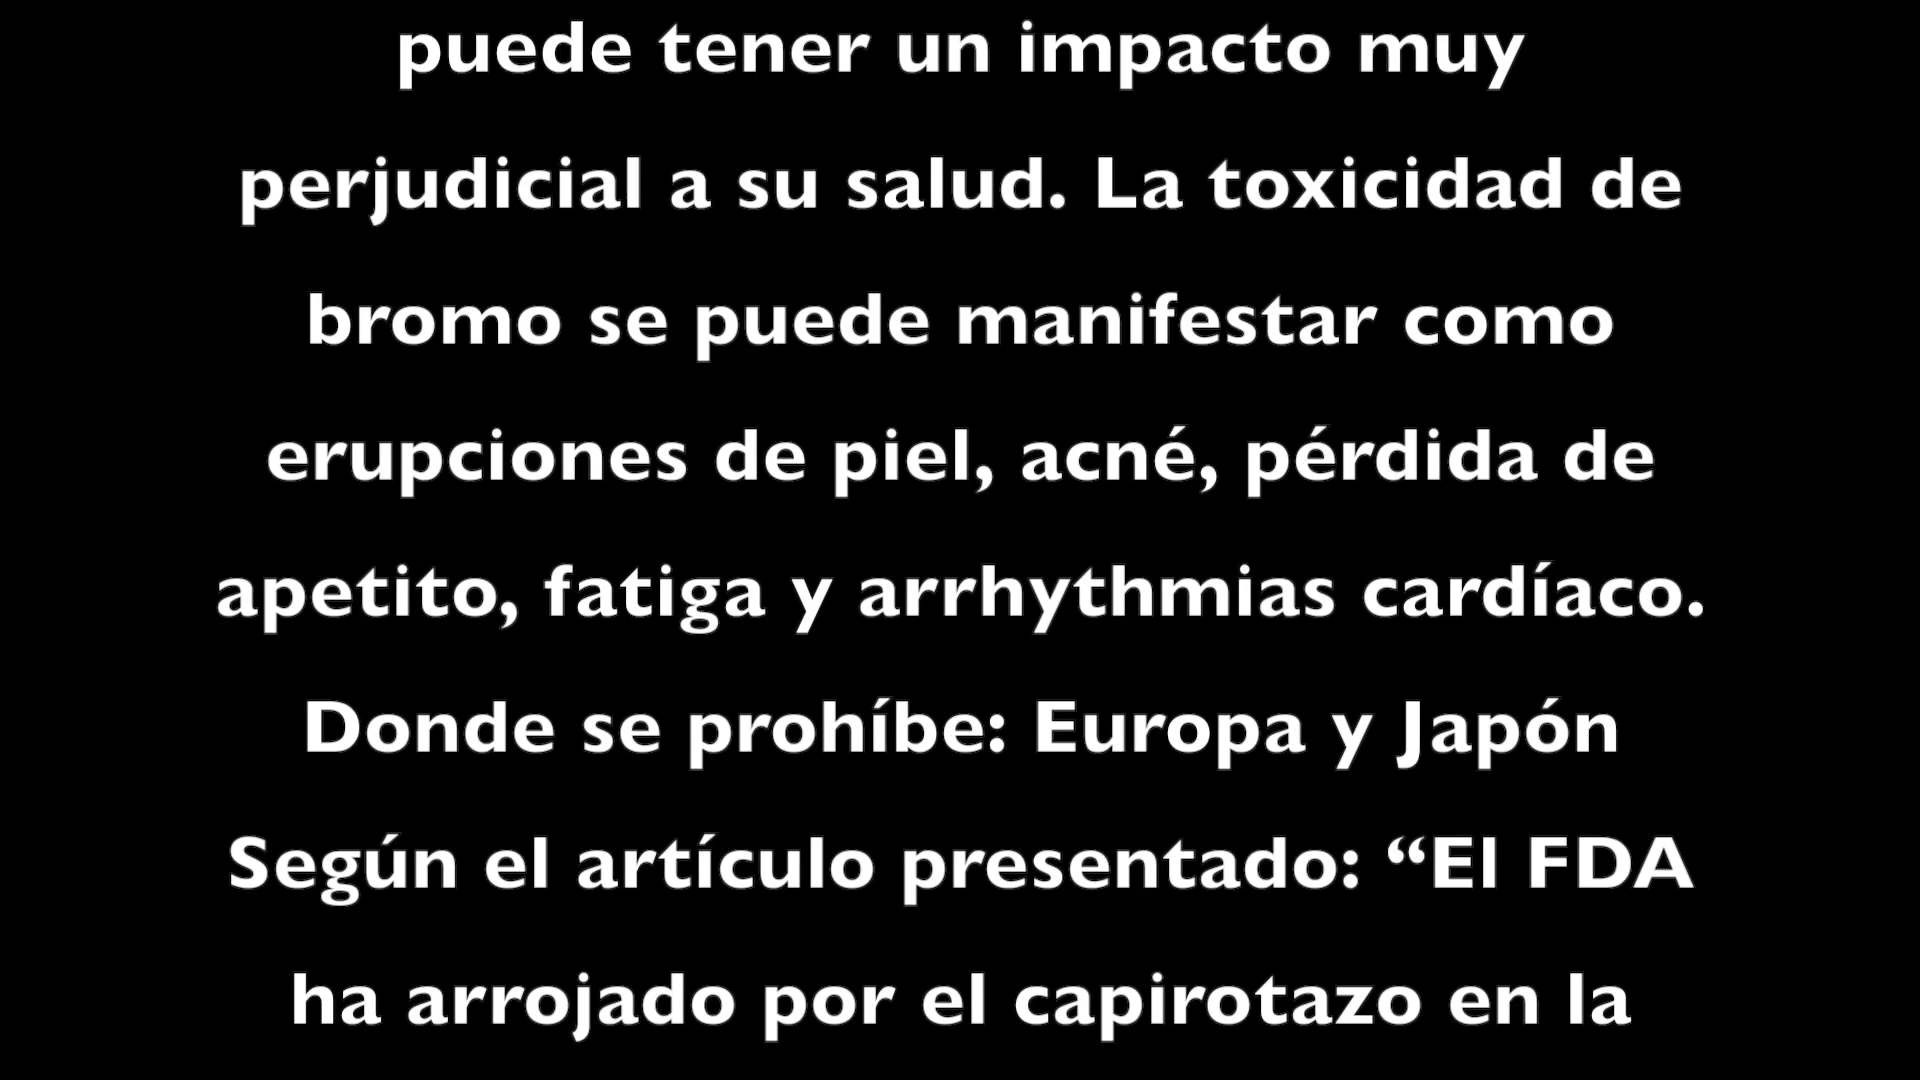 puede tener un impacto muy
perjudicial a su salud. La toxicidad de
bromo se puede manifestar como
erupciones de piel, acné, pérdida de
apetito, fatiga y arrhythmias cardíaco.
Donde se prohíbe: Europa y Japón
Según el artículo presentado: “El FDA
ha arrojado por el capirotazo en la